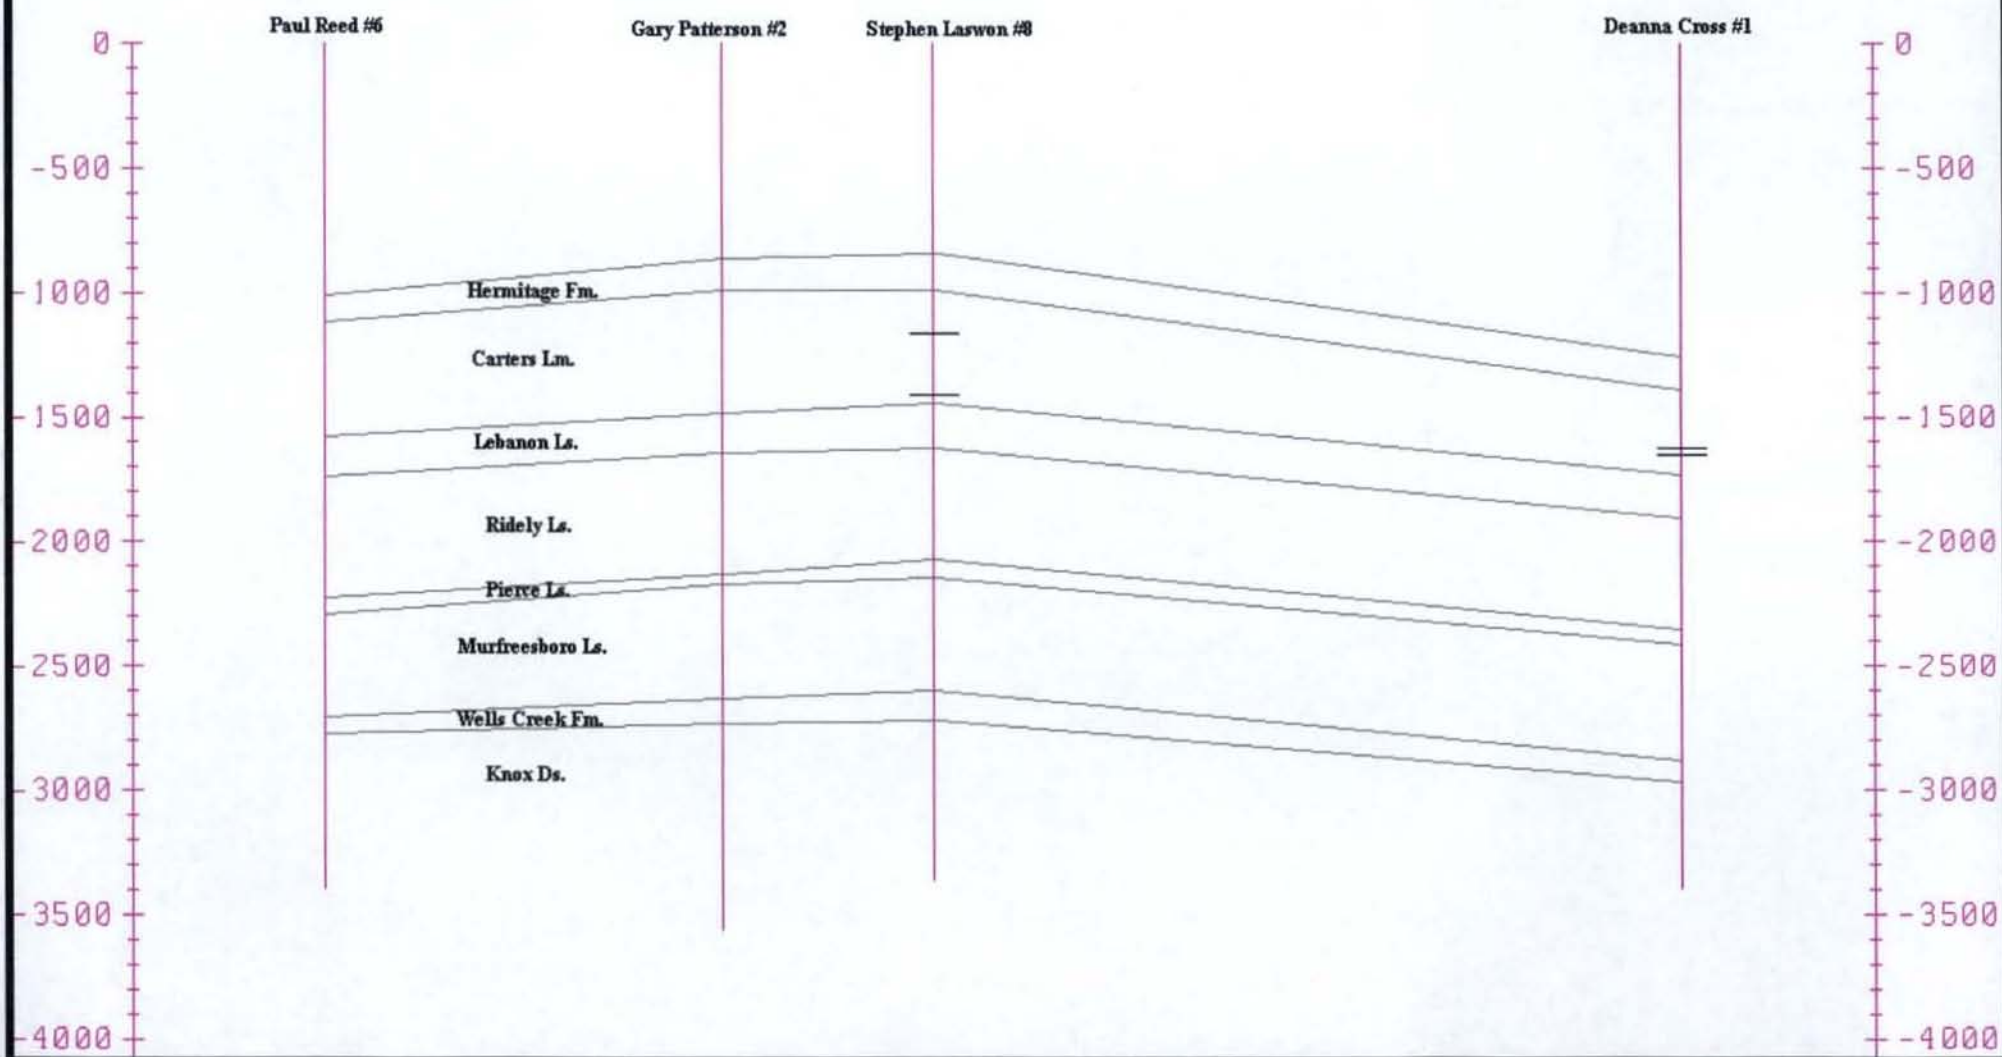 Paul Reed #6
Gary Patterson #2
Stephen Laswon #8
Deanna Cross #1
0
0
-500
-500
-1000
-1000
Hermitage Fm.
Carters Lm.
-1500
-1500
Lebanon Ls.
Ridely Ls.
-2000
-2000
Pierce Ls.
Murfreesboro Ls.
-2500
-2500
Wells Creek Fm.
Knox Ds.
-3000
-3000
-3500
-3500
-4000
-4000